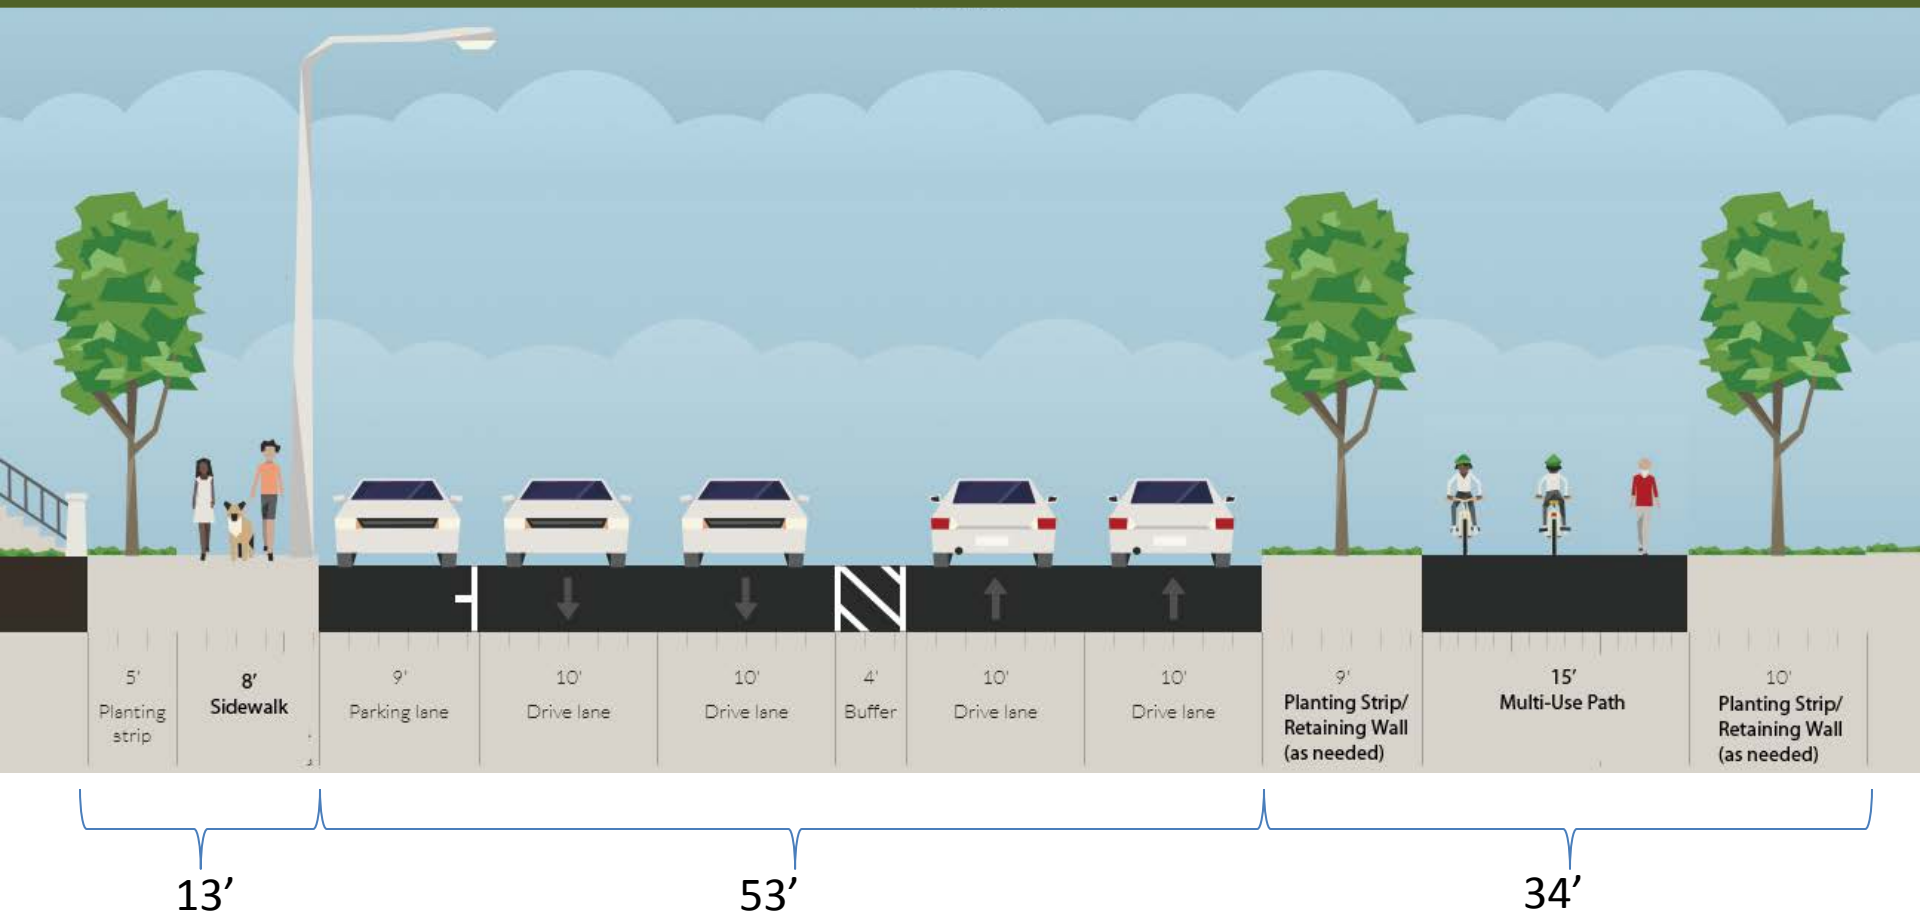 5'
Planting
strip
8'
Sidewalk
9'
Parking lane
10'
Drive lane
10'
Drive lane
4'
Buffer
10'
Drive lane
10'
Drive lane
9'
Planting Strip/
Retaining Wall
(as needed)
15'
Multi-Use Path
10'
Planting Strip/
Retaining Wall
(as needed)
13’
53’
34’